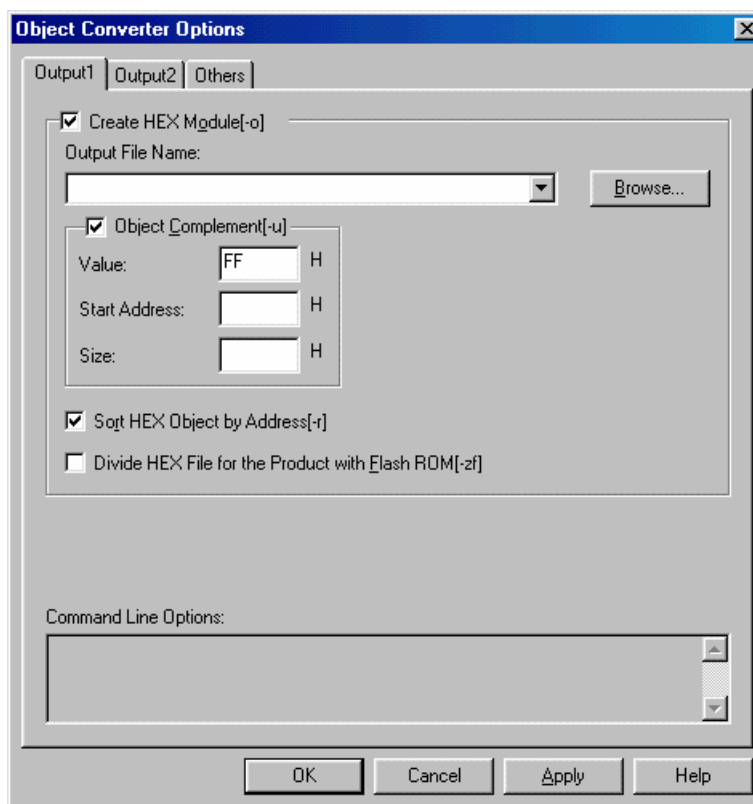 Object Converter Options
Output1 Output2 Others
Create HEX Module[-o]
Output File Name:
Browse...
Object Complement[-u]
Value: FF H
Start Address: H
Size: H
Sort HEX Object by Address[-r]
Divide HEX File for the Product with Flash ROM[-zf]
Command Line Options:
OK Cancel Apply Help